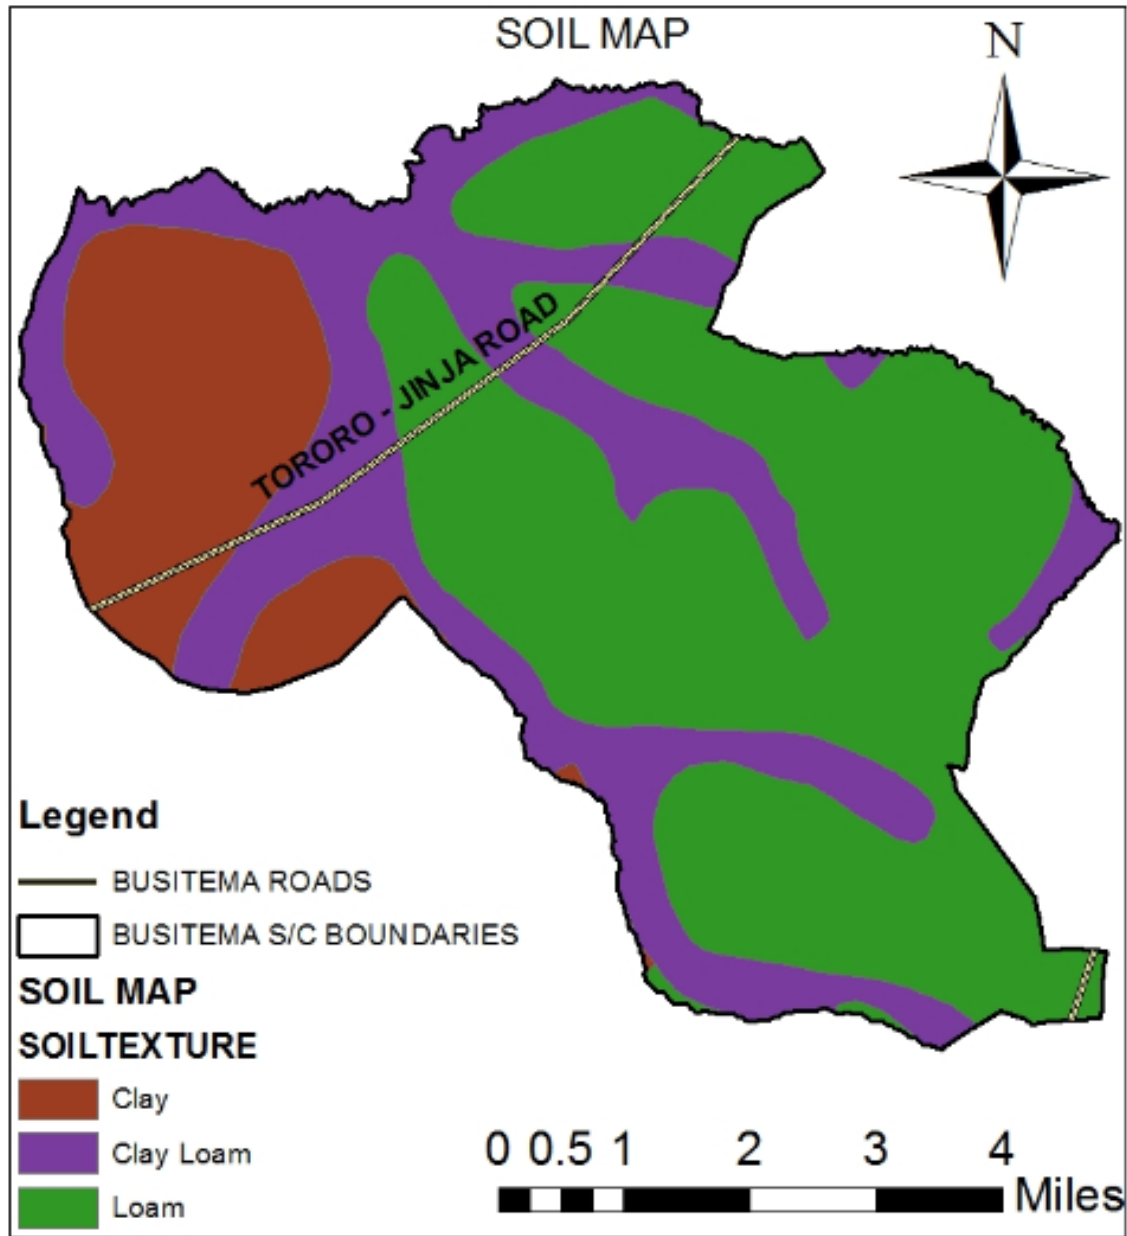 SOIL MAP
N
TORORO - JINJA ROAD
Legend
BUSITEMA ROADS
BUSITEMA S/C BOUNDARIES
SOIL MAP
SOILTEXTURE
Clay
Clay Loam
Loam
0 0.5 1 2 3 4
Miles